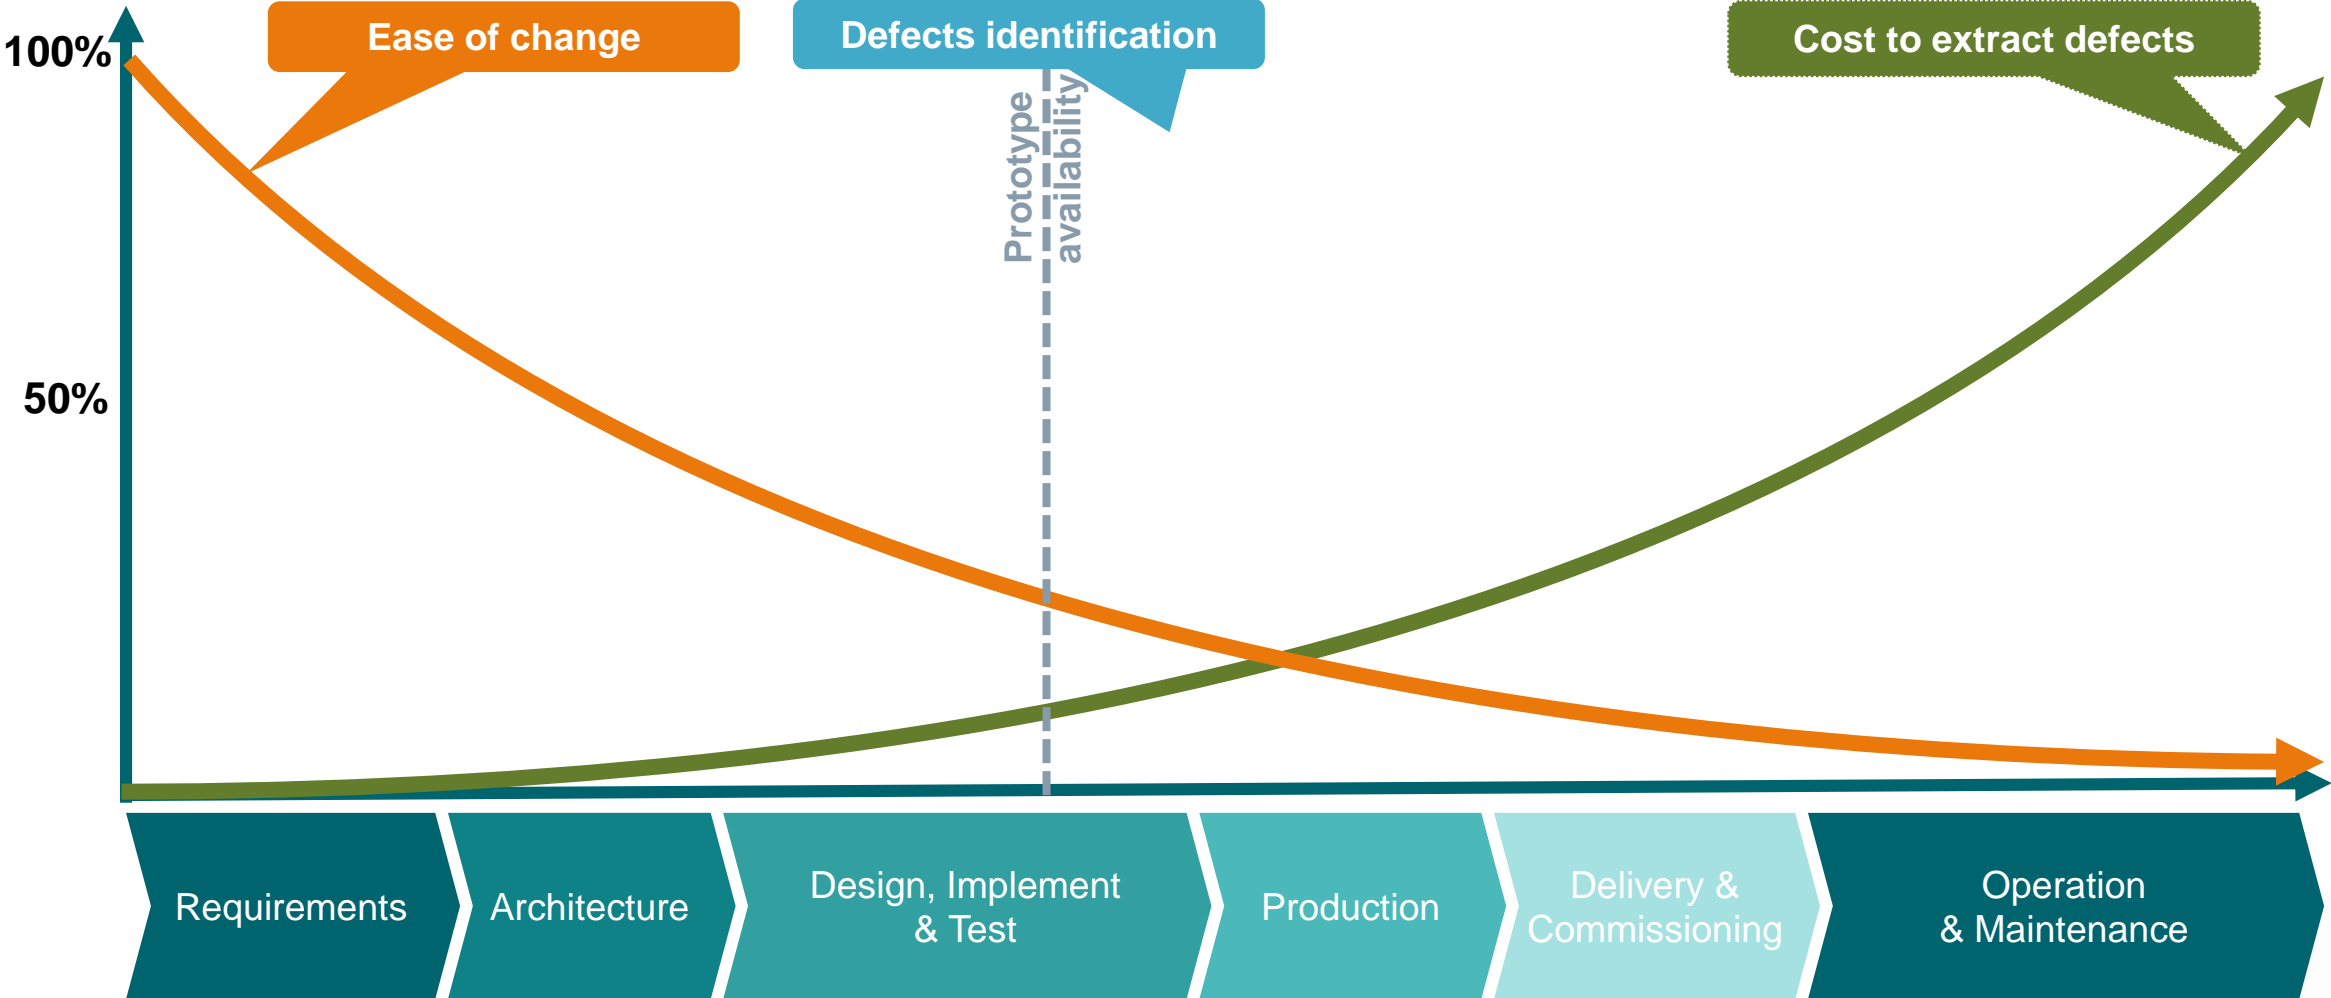 Ease of change
Defects identification
Cost to extract defects
100%
50%
Prototype
availability
Requirements
Architecture
Design, Implement
& Test
Production
Delivery &
Commissioning
Operation
& Maintenance